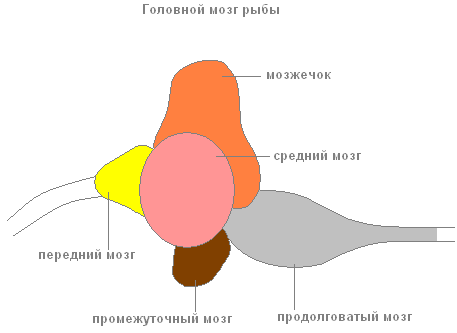 Головной мозг рыбы
мозжечок
средний мозг
передний мозг
промежуточный мозг
продолговатый мозг